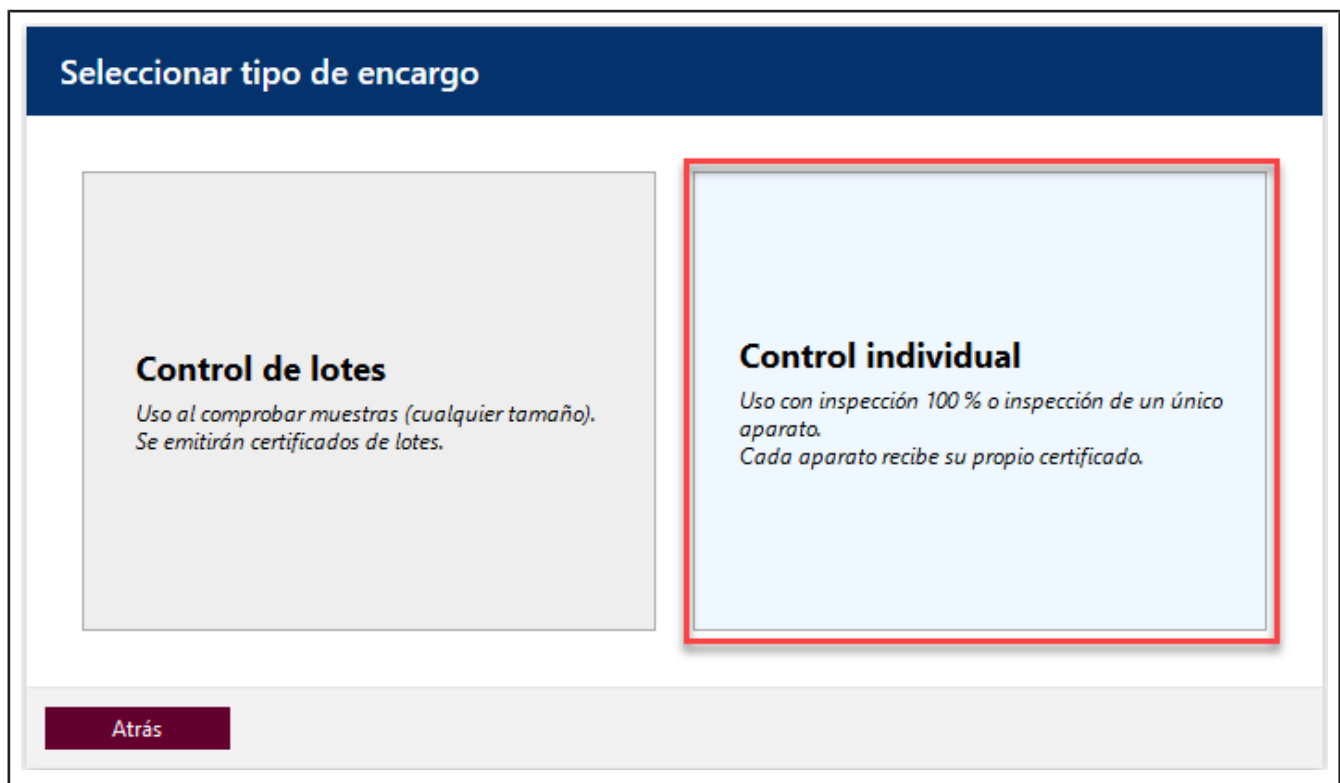 Seleccionar tipo de encargo
Control de lotes
Uso al comprobar muestras (cualquier tamaño).
Se emitirán certificados de lotes.
Control individual
Uso con inspección 100 % o inspección de un único
aparato.
Cada aparato recibe su propio certificado.
Atrás